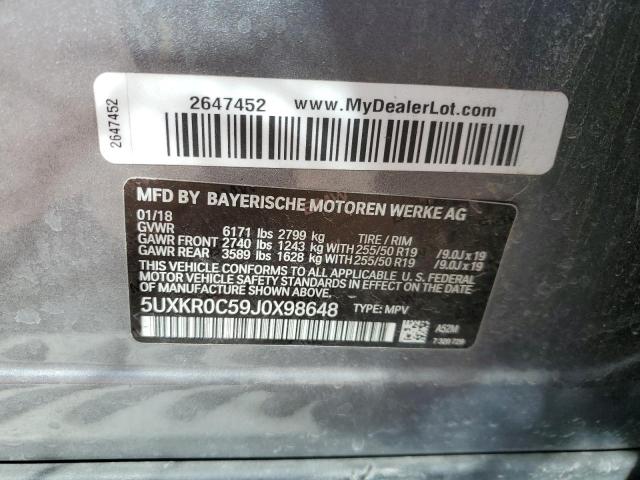 2647452
2647452 www.MyDealerLot.com
MFD BY BAYERISCHE MOTOREN WERKE AG
01/18
GVWR 6171 lbs 2799 kg TIRE / RIM
GAWR FRONT 2740 lbs 1243 kg WITH 255/50 R19 /9.0J x 19
GAWR REAR 3589 lbs 1628 kg WITH 255/50 R19 /9.0J x 19
THIS VEHICLE CONFORMS TO ALL APPLICABLE U.S. FEDERAL
MOTOR VEHICLE SAFETY STANDARDS IN EFFECT ON THE DATE OF
MANUFACTURE SHOWN ABOVE.
5UXKR0C59J0X98648 TYPE: MPV
A52M
7 320 729